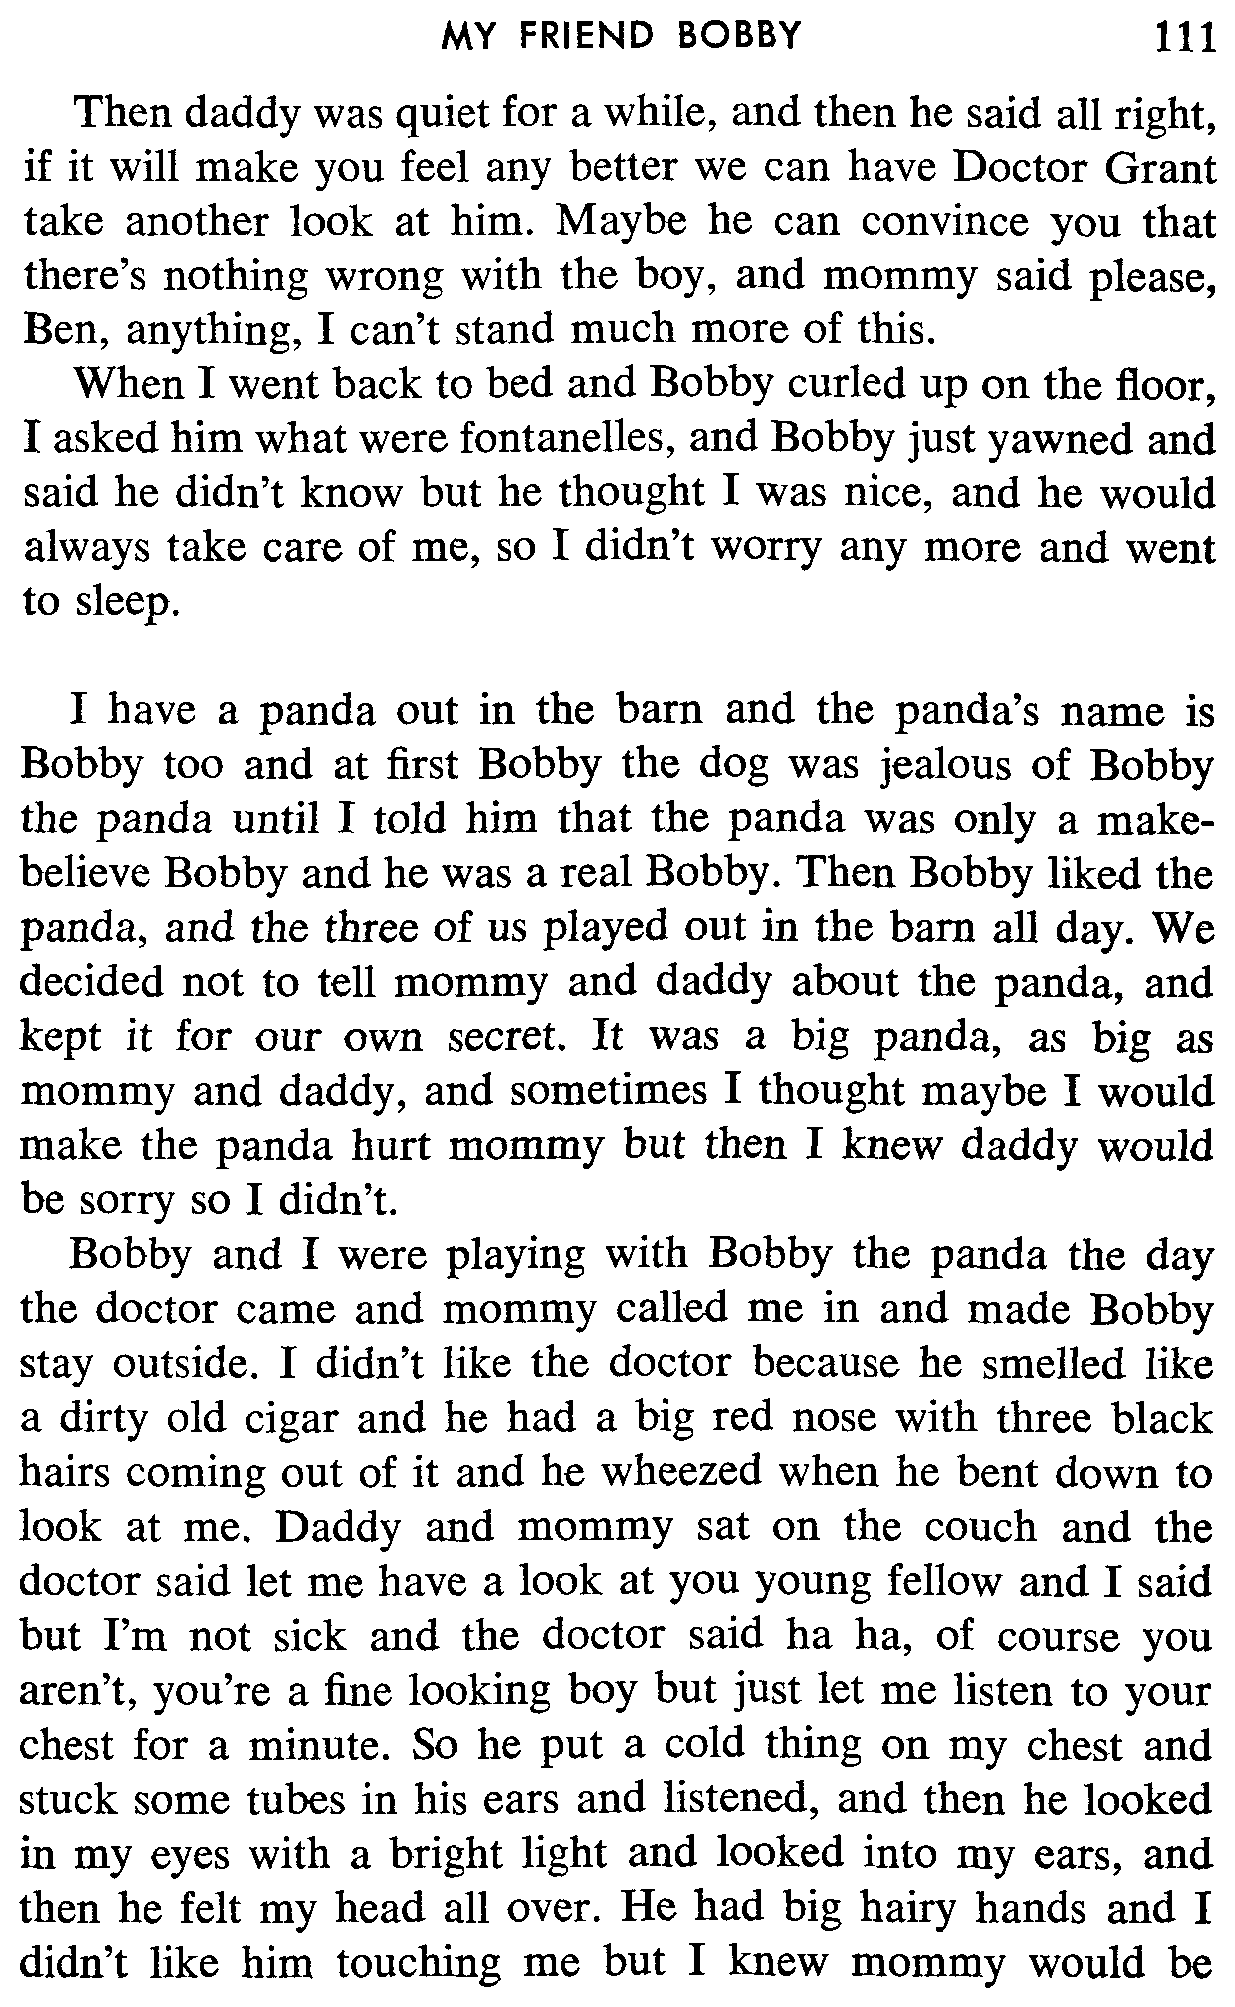 MY FRIEND BOBBY 111
Then daddy was quiet for a while, and then he said all right,
if it will make you feel any better we can have Doctor Grant
take another look at him. Maybe he can convince you that
there's nothing wrong with the boy, and mommy said please,
Ben, anything, I can't stand much more of this.
When I went back to bed and Bobby curled up on the floor,
I asked him what were fontanelles, and Bobby just yawned and
said he didn't know but he thought I was nice, and he would
always take care of me, so I didn't worry any more and went
to sleep.
I have a panda out in the barn and the panda's name is
Bobby too and at first Bobby the dog was jealous of Bobby
the panda until I told him that the panda was only a make-
believe Bobby and he was a real Bobby. Then Bobby liked the
panda, and the three of us played out in the barn all day. We
decided not to tell mommy and daddy about the panda, and
kept it for our own secret. It was a big panda, as big as
mommy and daddy, and sometimes I thought maybe I would
make the panda hurt mommy but then I knew daddy would
be sorry so I didn't.
Bobby and I were playing with Bobby the panda the day
the doctor came and mommy called me in and made Bobby
stay outside. I didn't like the doctor because he smelled like
a dirty old cigar and he had a big red nose with three black
hairs coming out of it and he wheezed when he bent down to
look at me. Daddy and mommy sat on the couch and the
doctor said let me have a look at you young fellow and I said
but I'm not sick and the doctor said ha ha, of course you
aren't, you're a fine looking boy but just let me listen to your
chest for a minute. So he put a cold thing on my chest and
stuck some tubes in his ears and listened, and then he looked
in my eyes with a bright light and looked into my ears, and
then he felt my head all over. He had big hairy hands and I
didn't like him touching me but I knew mommy would be